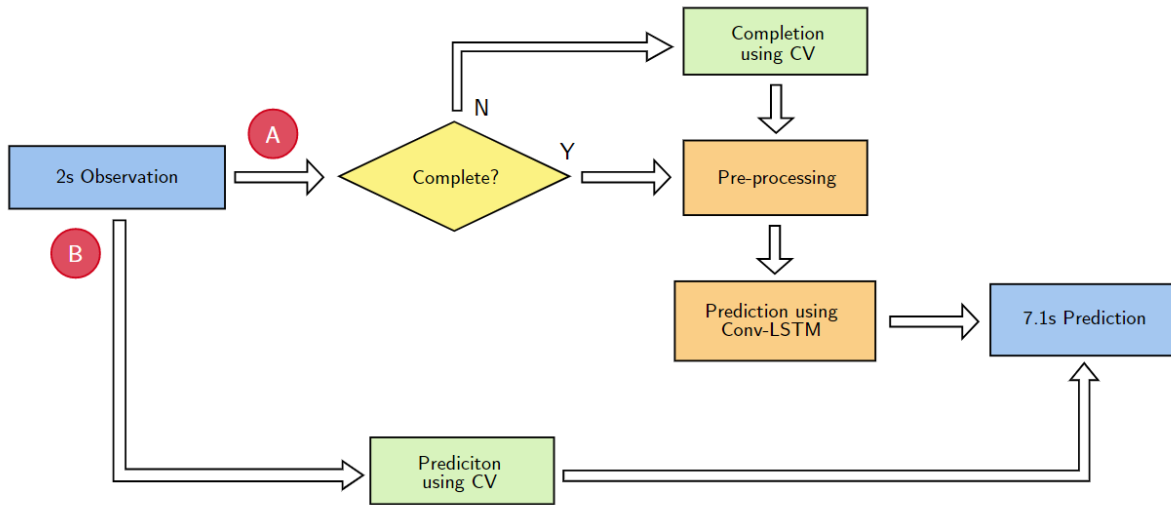 Completion
using CV
N
A
Y
2s Observation
Complete?
Pre-processing
B
Prediction using
Conv-LSTM
7.1s Prediction
Prediciton
using CV